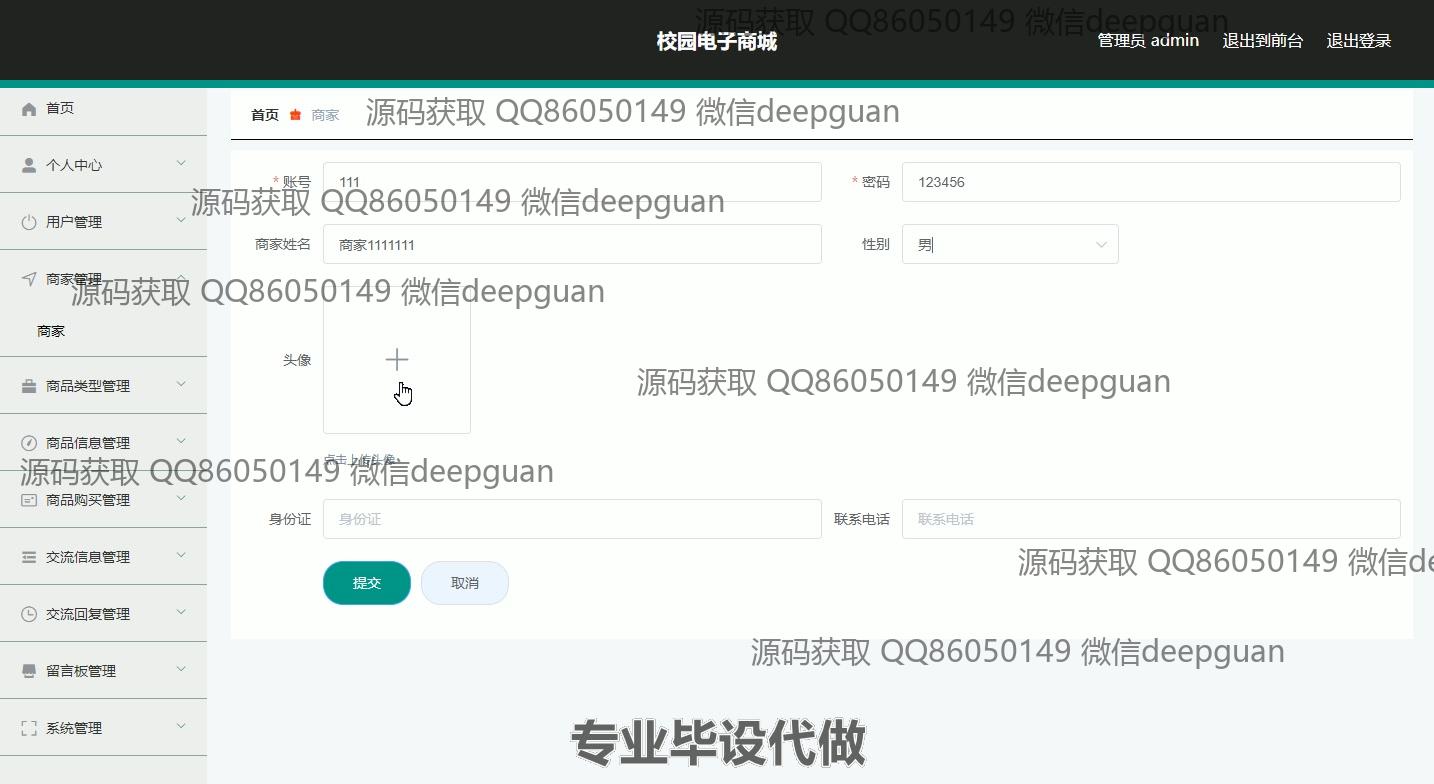 源码获取 QQ86050149 微信deepguan
校园电子商城
管理员 admin 退出到前台 退出登录
首页
首页 商家
源码获取 QQ86050149 微信deepguan
个人中心
* 账号 111 * 密码 123456
源码获取 QQ86050149 微信deepguan
用户管理
商家姓名 商家1111111 性别 男
商家管理
源码获取 QQ86050149 微信deepguan
商家
头像
商品类型管理
源码获取 QQ86050149 微信deepguan
商品信息管理
点击上传头像
源码获取 QQ86050149 微信deepguan
商品购买管理
身份证 身份证 联系电话 联系电话
交流信息管理
源码获取 QQ86050149 微信de
提交 取消
交流回复管理
源码获取 QQ86050149 微信deepguan
留言板管理
系统管理
专业毕设代做